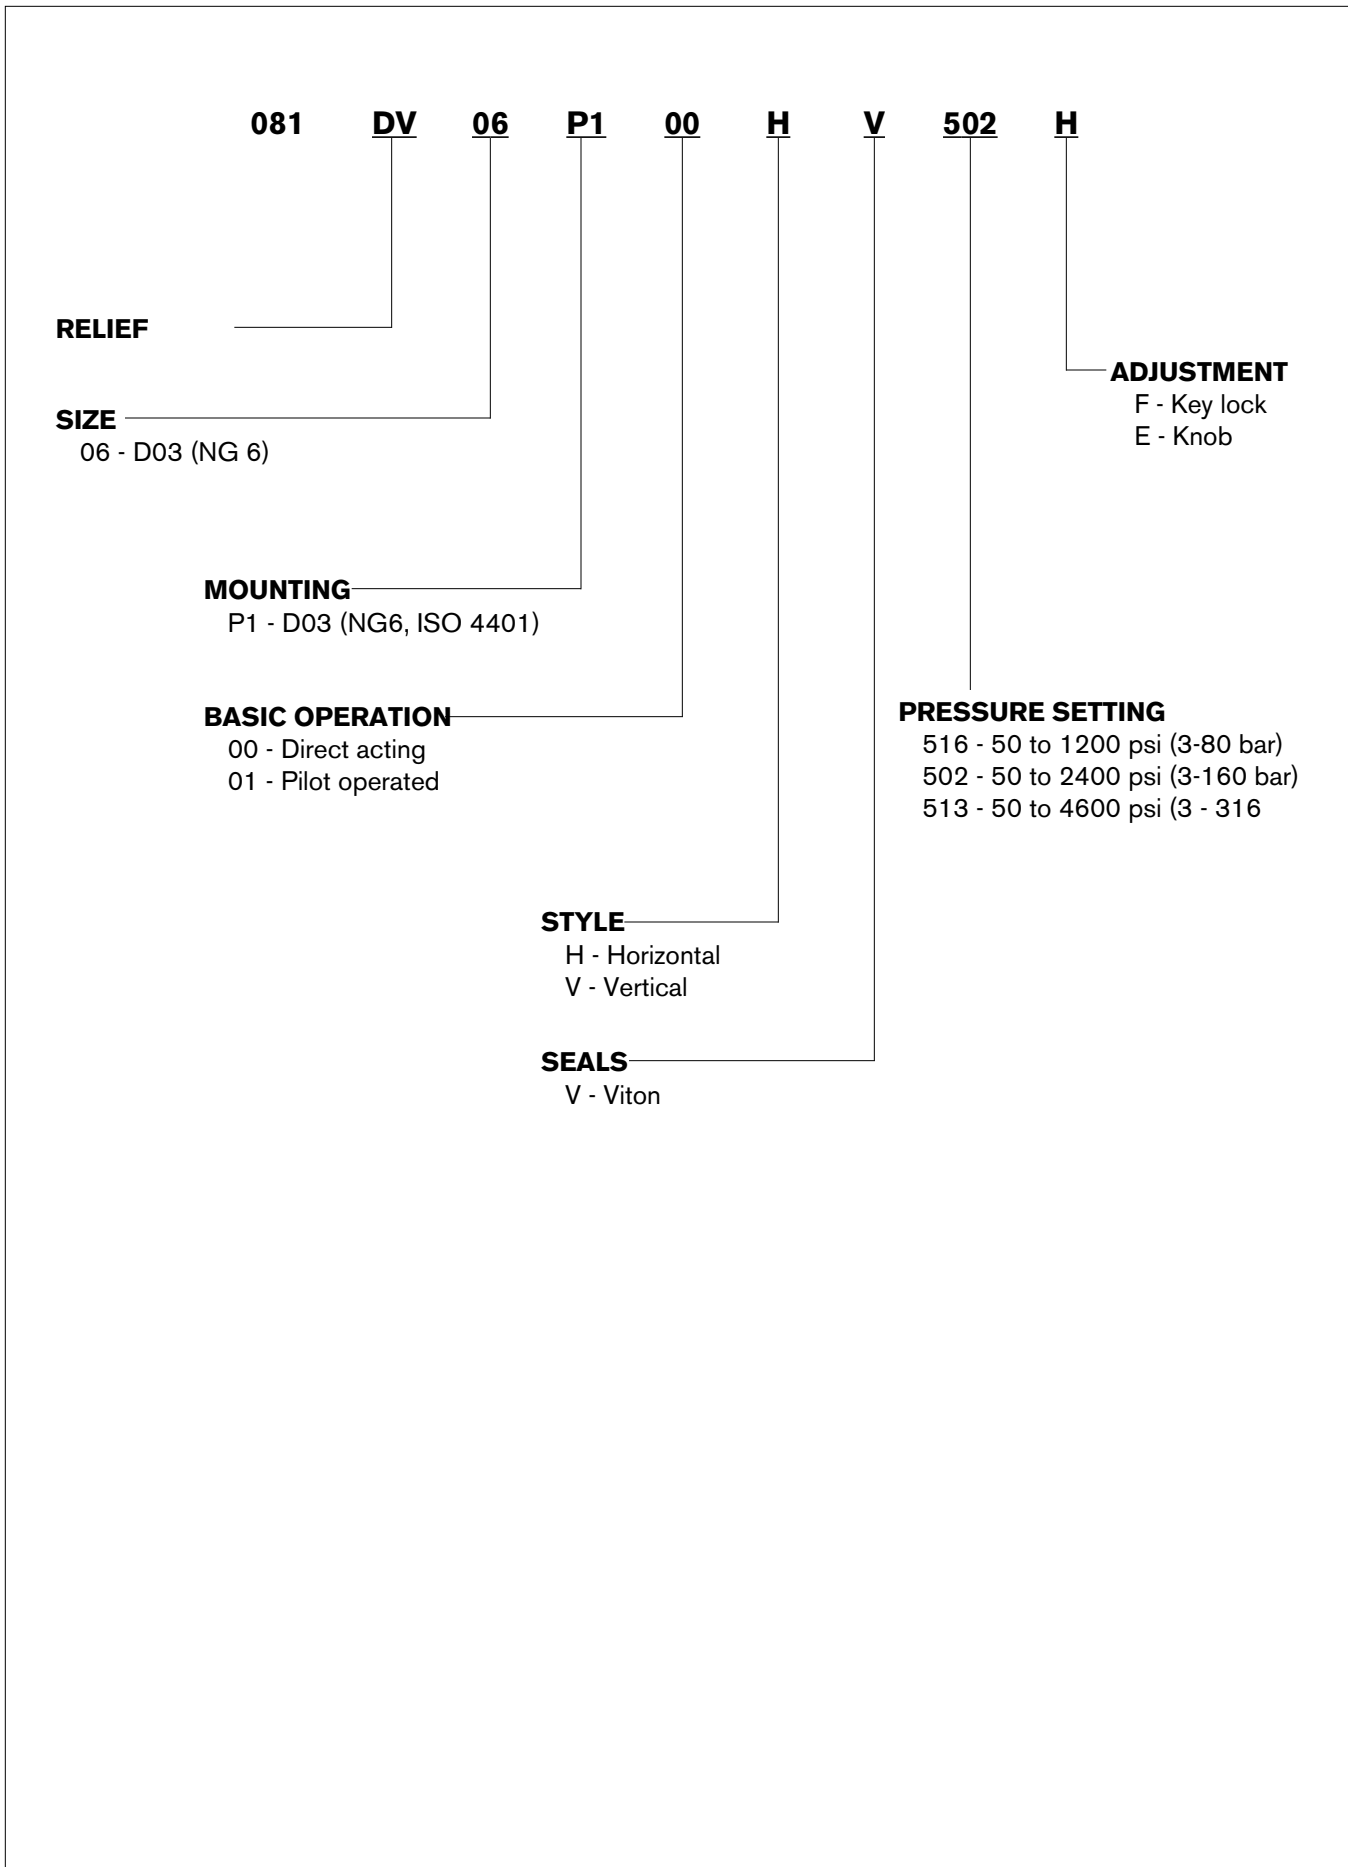 081 DV 06 P1 00 H V 502 H
RELIEF
SIZE
06 - D03 (NG 6)
MOUNTING
P1 - D03 (NG6, ISO 4401)
BASIC OPERATION
00 - Direct acting
01 - Pilot operated
STYLE
H - Horizontal
V - Vertical
SEALS
V - Viton
PRESSURE SETTING
516 - 50 to 1200 psi (3-80 bar)
502 - 50 to 2400 psi (3-160 bar)
513 - 50 to 4600 psi (3 - 316
ADJUSTMENT
F - Key lock
E - Knob